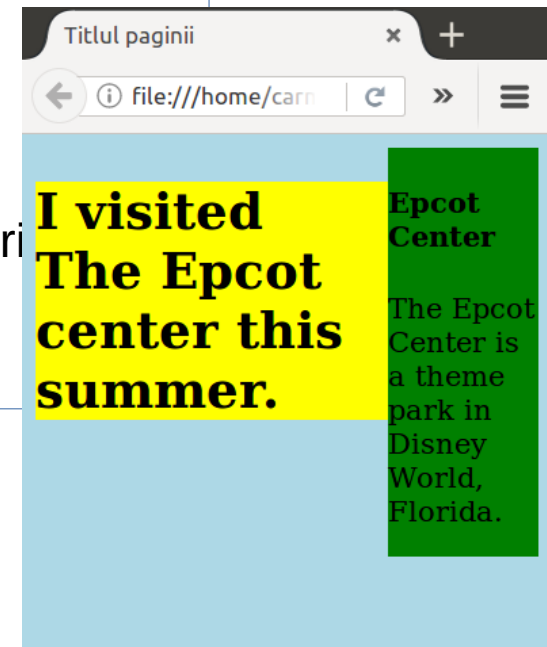 Titlul paginii
file:///home/carn
ri
I visited
The Epcot
center this
summer.
Epcot
Center
The Epcot
Center is
a theme
park in
Disney
World,
Florida.